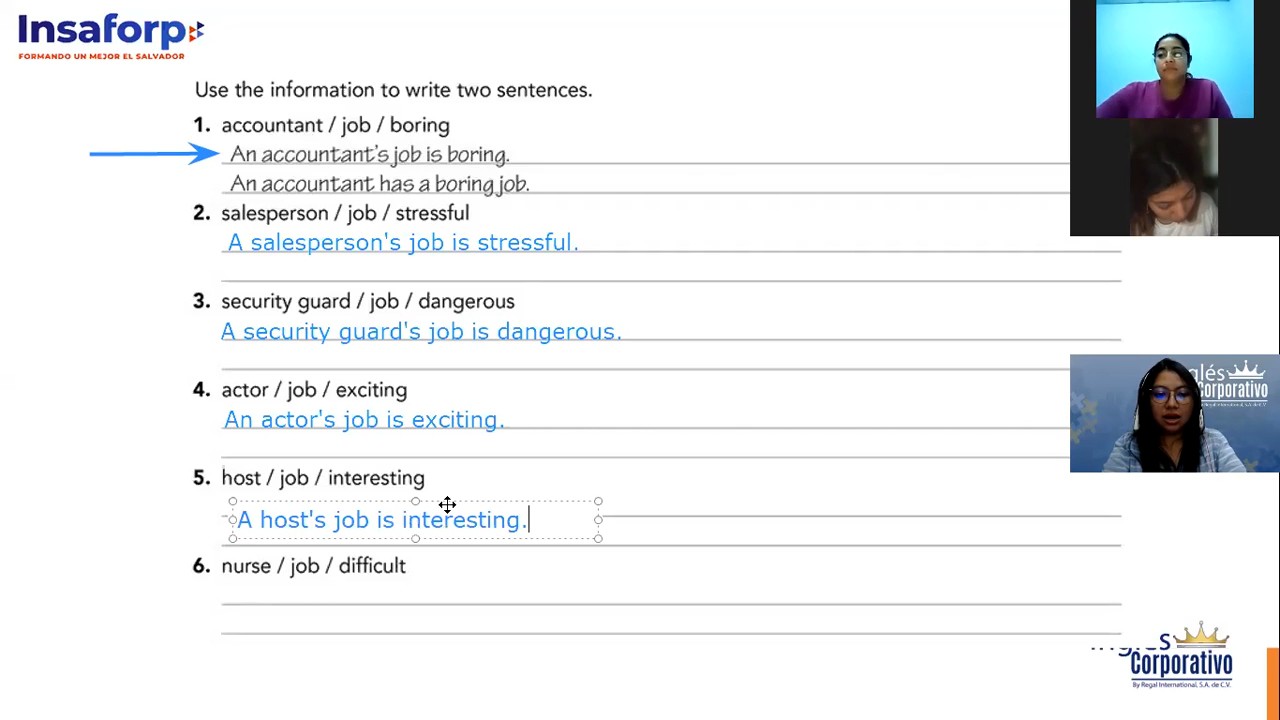 Insaforp
FORMANDO UN MEJOR EL SALVADOR
Use the information to write two sentences.
1. accountant / job / boring
An accountant's job is boring.
An accountant has a boring job.
2. salesperson / job / stressful
A salesperson's job is stressful.
3. security guard / job / dangerous
A security guard's job is dangerous.
4. actor / job / exciting
An actor's job is exciting.
5. host / job / interesting
A host's job is interesting.
6. nurse / job / difficult
glés
Corporativo
Corporativo
By Regal International, S.A. de C.V.